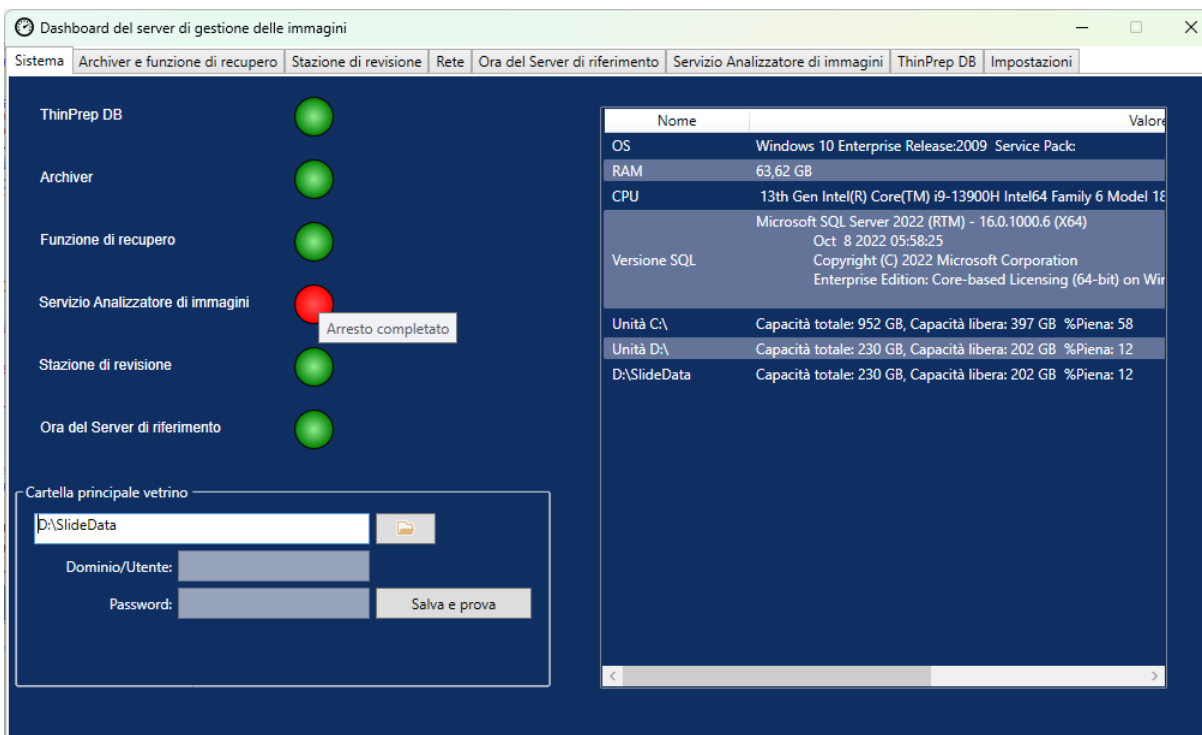 Dashboard del server di gestione delle immagini
Sistema Archiver e funzione di recupero Stazione di revisione Rete Ora del Server di riferimento Servizio Analizzatore di immagini ThinPrep DB Impostazioni
ThinPrep DB
Archiver
Funzione di recupero
Servizio Analizzatore di immagini
Arresto completato
Stazione di revisione
Ora del Server di riferimento
Cartella principale vetrino
D:\SlideData
Dominio/Utente:
Password:
Salva e prova
Nome Valore
OS Windows 10 Enterprise Release:2009 Service Pack:
RAM 63,62 GB
CPU 13th Gen Intel(R) Core(TM) i9-13900H Intel64 Family 6 Model 18
Versione SQL
Microsoft SQL Server 2022 (RTM) - 16.0.1000.6 (X64)
Oct 8 2022 05:58:25
Copyright (C) 2022 Microsoft Corporation
Enterprise Edition: Core-based Licensing (64-bit) on Wir
Unità C:\ Capacità totale: 952 GB, Capacità libera: 397 GB %Piena: 58
Unità D:\ Capacità totale: 230 GB, Capacità libera: 202 GB %Piena: 12
D:\SlideData Capacità totale: 230 GB, Capacità libera: 202 GB %Piena: 12